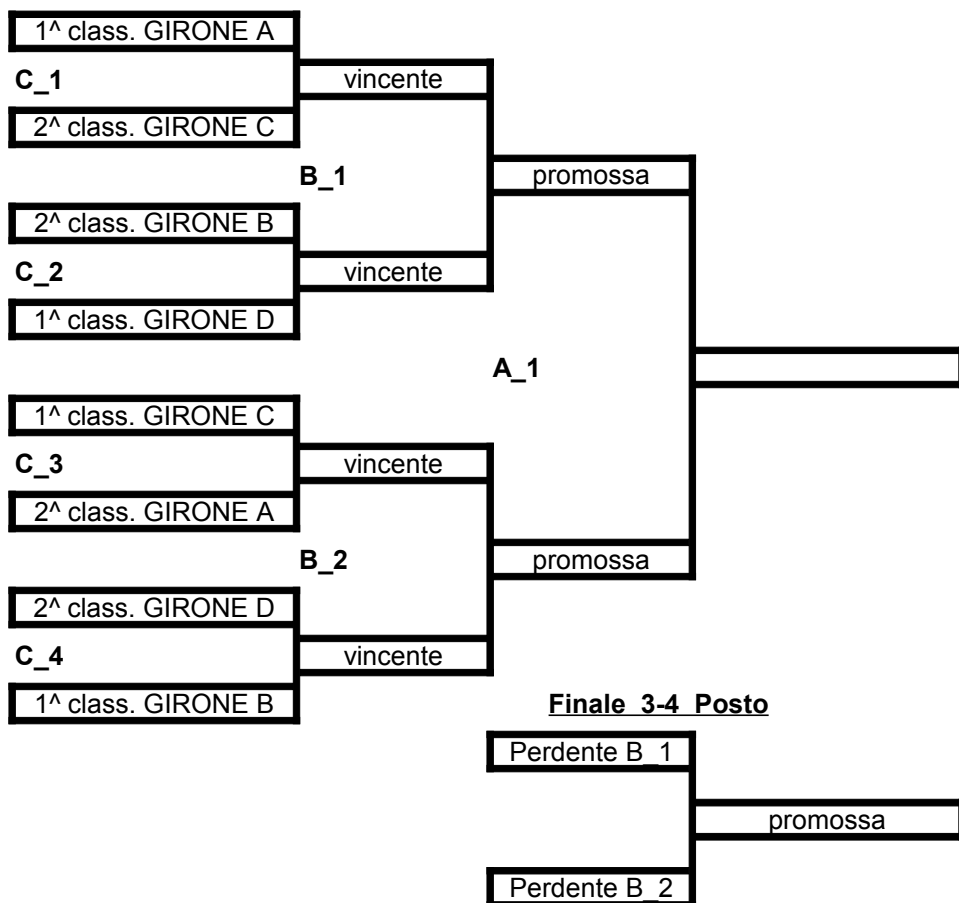 1^ class. GIRONE A
C_1
vincente
2^ class. GIRONE C
B_1
promossa
2^ class. GIRONE B
C_2
vincente
1^ class. GIRONE D
A_1
1^ class. GIRONE C
C_3
vincente
2^ class. GIRONE A
B_2
promossa
2^ class. GIRONE D
C_4
vincente
1^ class. GIRONE B
Finale 3-4 Posto
Perdente B_1
promossa
Perdente B_2